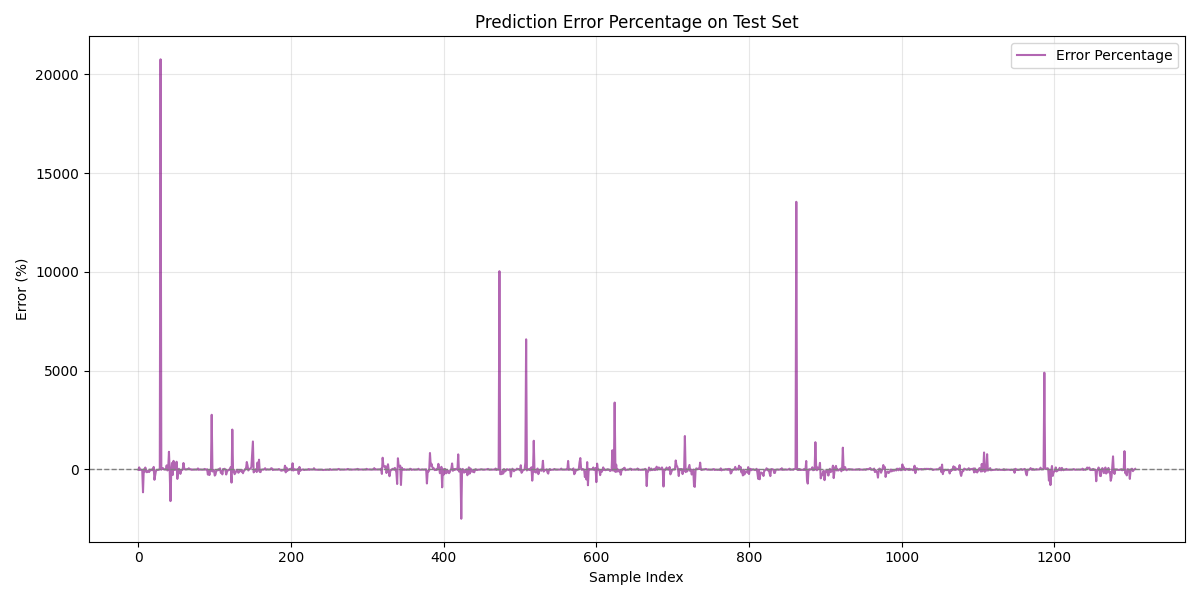 Prediction Error Percentage on Test Set
Error Percentage
Error (%)
20000
15000
10000
5000
0
0 200 400 600 800 1000 1200
Sample Index